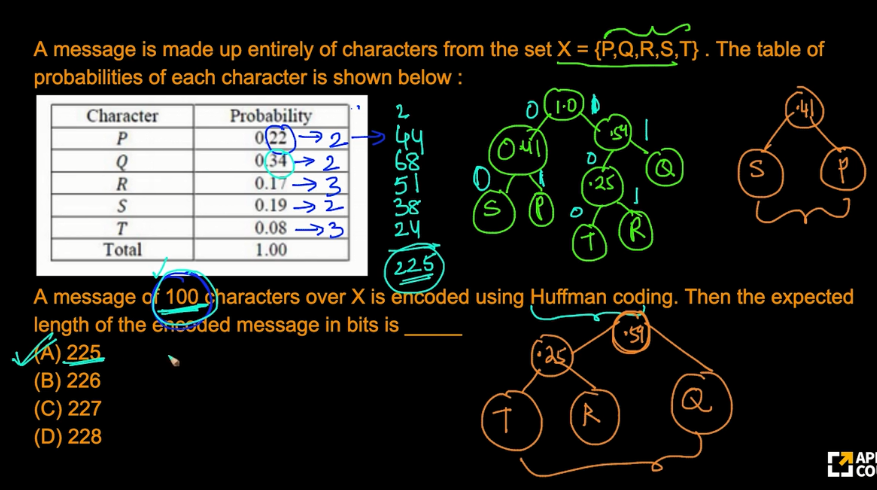 A message is made up entirely of characters from the set X = {P,Q,R,S,T} . The table of
probabilities of each character is shown below :
Character Probability
P 0.22 → 2 →
Q 0.34 → 2
R 0.17 → 3
S 0.19 → 2
T 0.08 → 3
Total 1.00
2
44
68
51
38
24
225
0 1.0 1
0.41 .59 1
0 1 0
.25 Q
S P 0 1
T R
.41
S P
A message of 100 characters over X is encoded using Huffman coding. Then the expected
length of the encoded message in bits is ______
(A) 225
(B) 226
(C) 227
(D) 228
.59
.25
T R Q